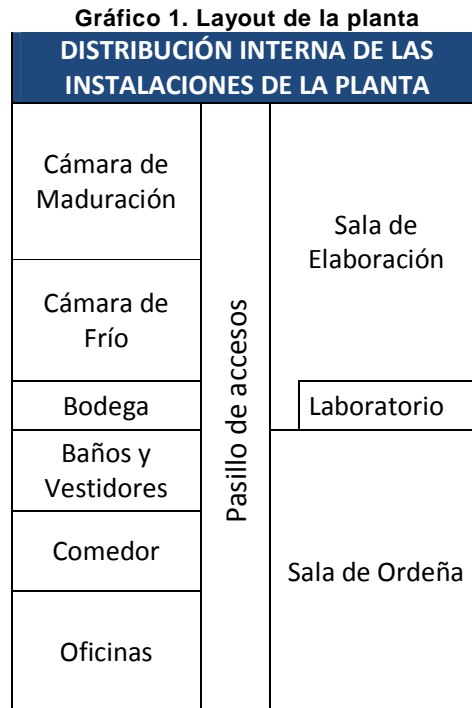 Gráfico 1. Layout de la planta
DISTRIBUCIÓN INTERNA DE LAS
INSTALACIONES DE LA PLANTA
Cámara de
Maduración
Cámara de
Frío
Bodega
Baños y
Vestidores
Comedor
Oficinas
Pasillo de accesos
Sala de
Elaboración
Laboratorio
Sala de Ordeña